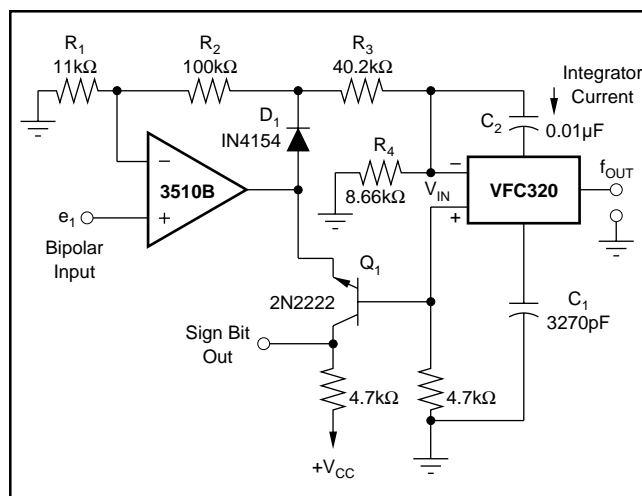 R1
11kΩ
R2
100kΩ
R3
40.2kΩ
Integrator
Current
D1
IN4154
C2
0.01µF
R4
8.66kΩ
–
+
3510B
e1
Bipolar
Input
VIN
–
+
VFC320
fOUT
Q1
2N2222
C1
3270pF
Sign Bit
Out
4.7kΩ
4.7kΩ
+VCC